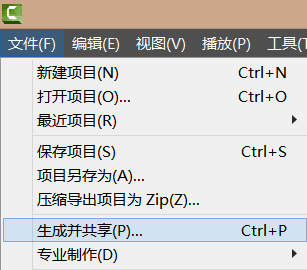 文件(F) 编辑(E) 视图(V) 播放(P) 工具(T
新建项目(N) Ctrl+N
打开项目(O)... Ctrl+O
最近项目(R)
保存项目(S) Ctrl+S
项目另存为(A)...
压缩导出项目为 Zip(Z)...
生成并共享(P)... Ctrl+P
专业制作(D)